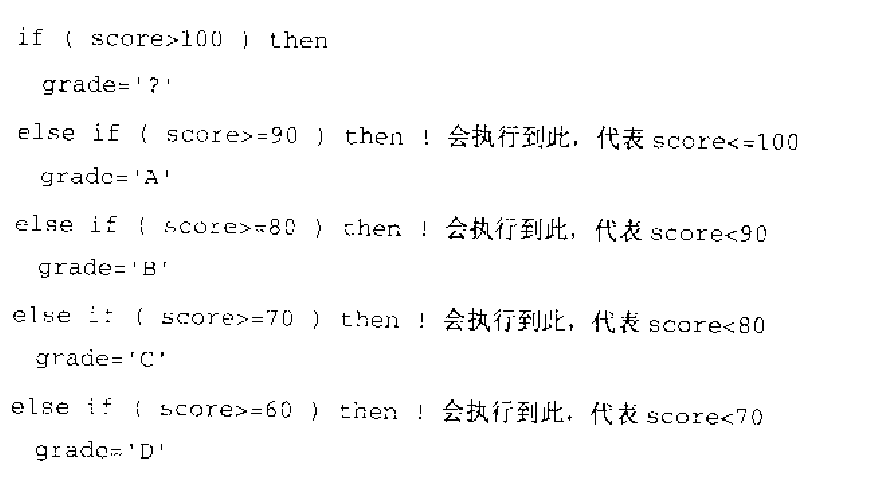 if ( score>100 ) then
grade='?'
else if ( score>=90 ) then ! 会执行到此，代表 score<=100
grade='A'
else if ( score>=80 ) then ! 会执行到此，代表 score<90
grade='B'
else if ( score>=70 ) then ! 会执行到此，代表 score<80
grade='C'
else if ( score>=60 ) then ! 会执行到此，代表 score<70
grade='D'